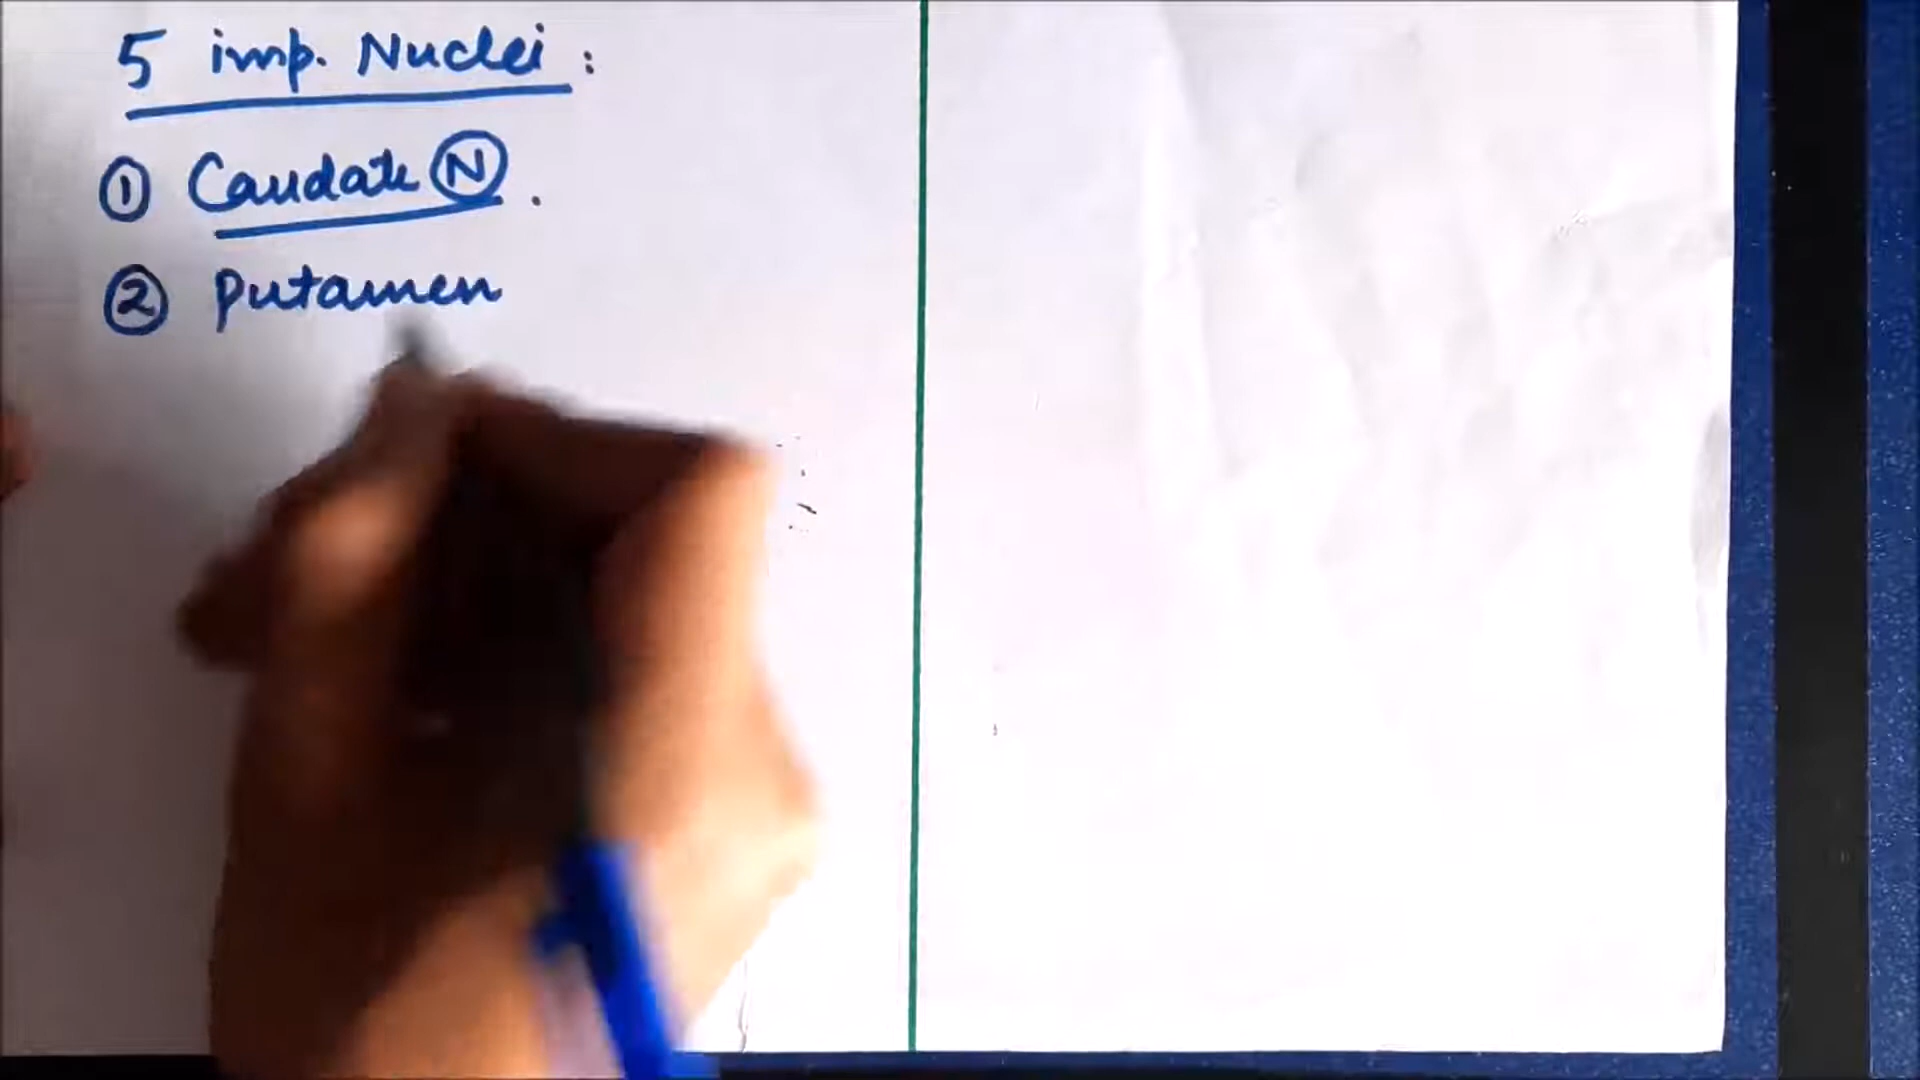 5 imp. Nuclei :
① Caudate Ⓝ .
② Putamen